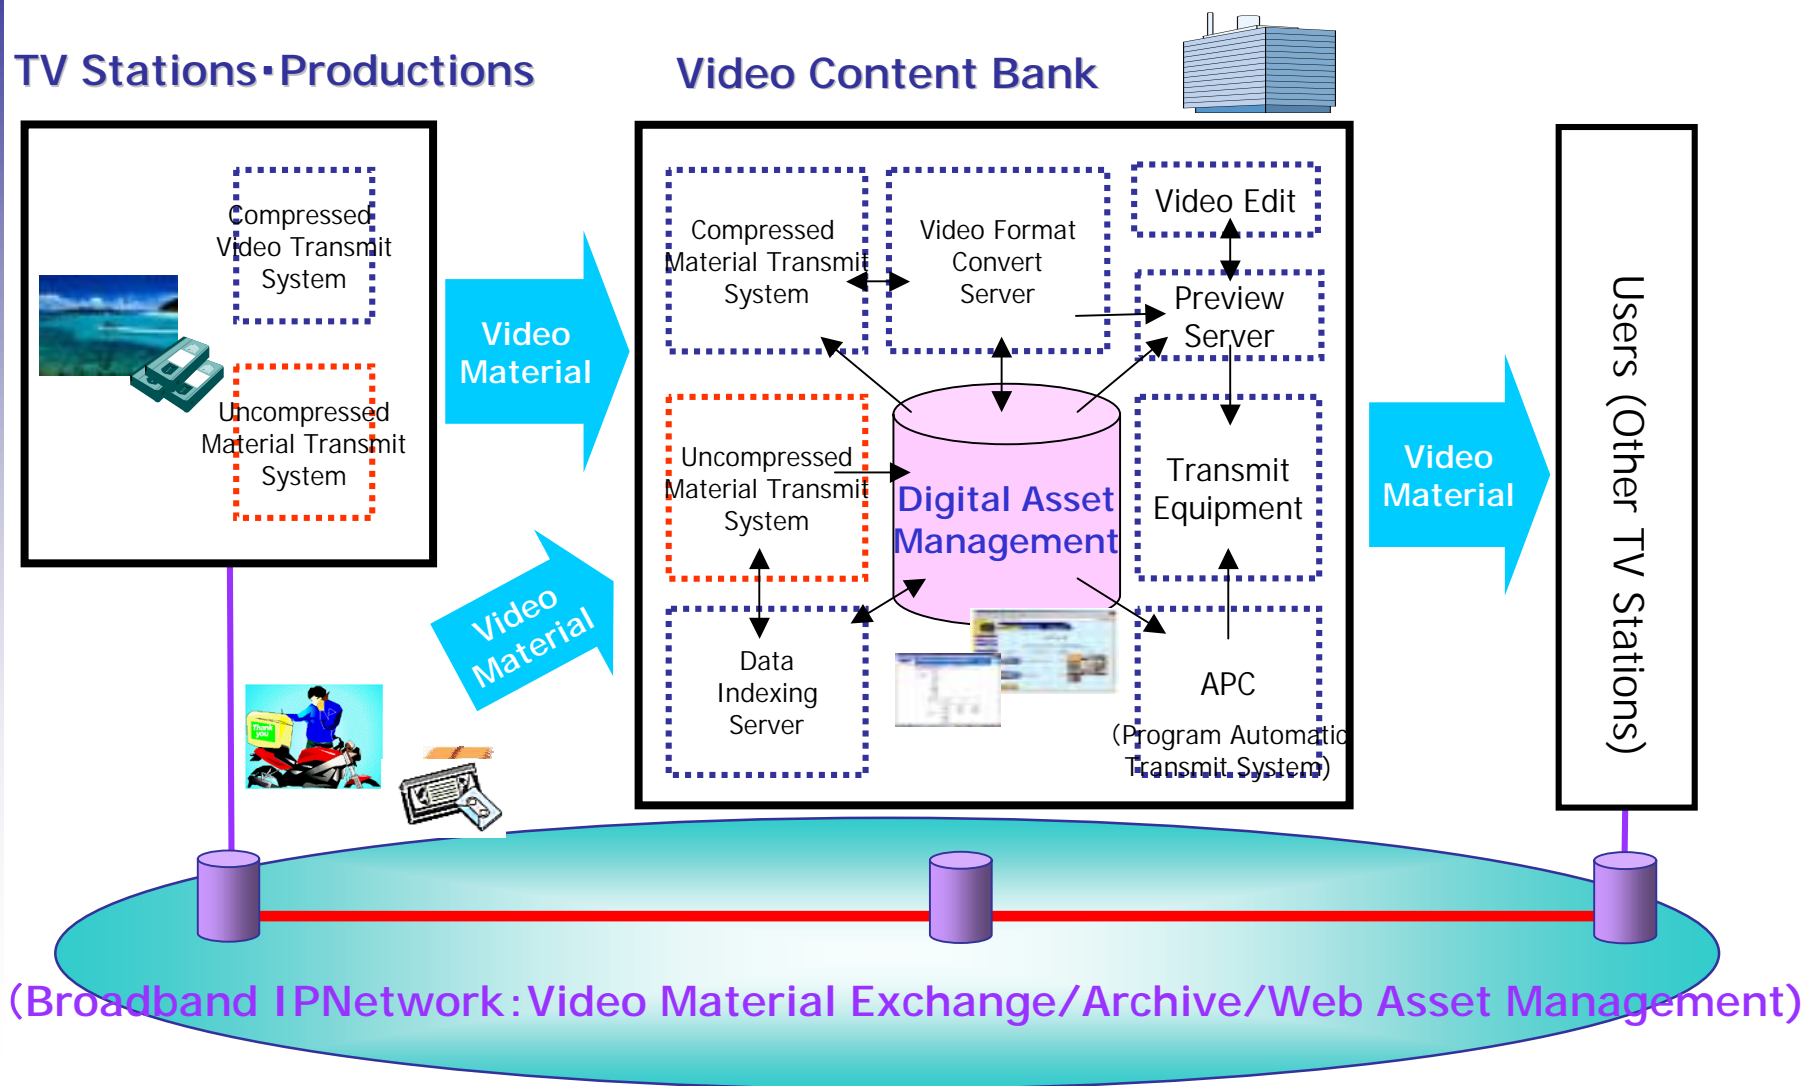 TV Stations・Productions
Video Content Bank
Compressed
Video Transmit
System
Uncompressed
Material Transmit
System
Video
Material
Video
Material
Thank
you
Compressed
Material Transmit
System
Video Format
Convert
Server
Video Edit
Preview
Server
Uncompressed
Material Transmit
System
Digital Asset
Management
Transmit
Equipment
Data
Indexing
Server
APC
(Program Automatic
Transmit System)
Video
Material
Users (Other TV Stations)
(Broadband IPNetwork:Video Material Exchange/Archive/Web Asset Management)